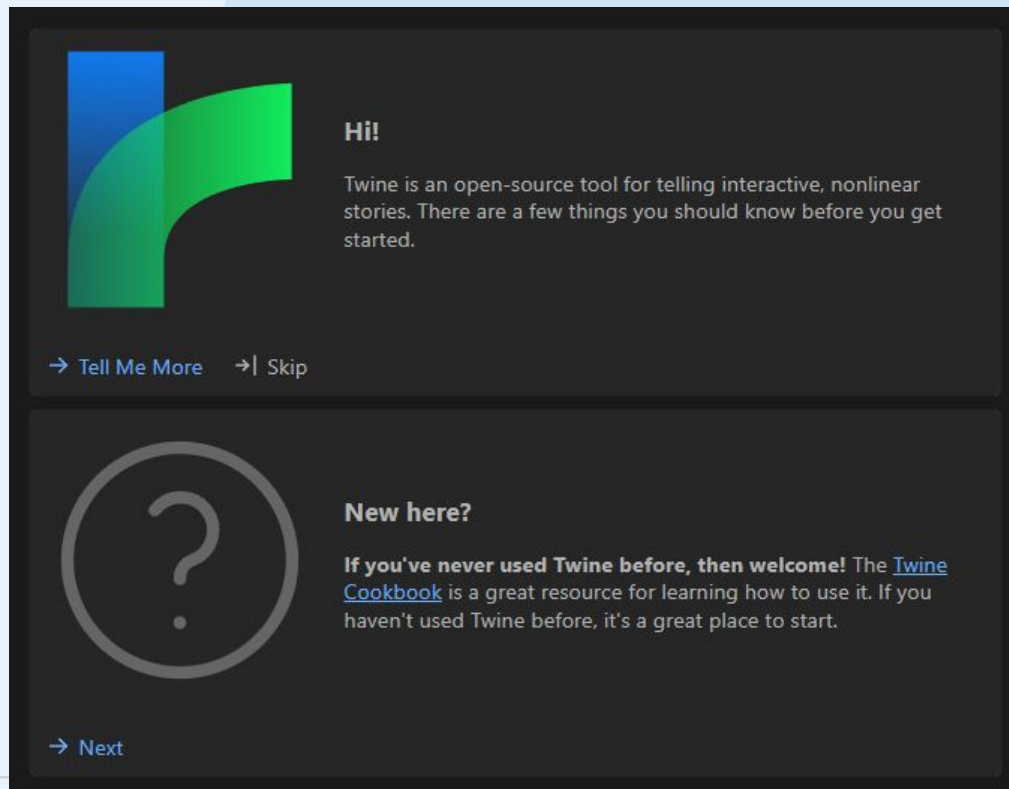 Hi!
Twine is an open-source tool for telling interactive, nonlinear
stories. There are a few things you should know before you get
started.
Tell Me More Skip
New here?
If you've never used Twine before, then welcome! The Twine
Cookbook is a great resource for learning how to use it. If you
haven't used Twine before, it's a great place to start.
Next